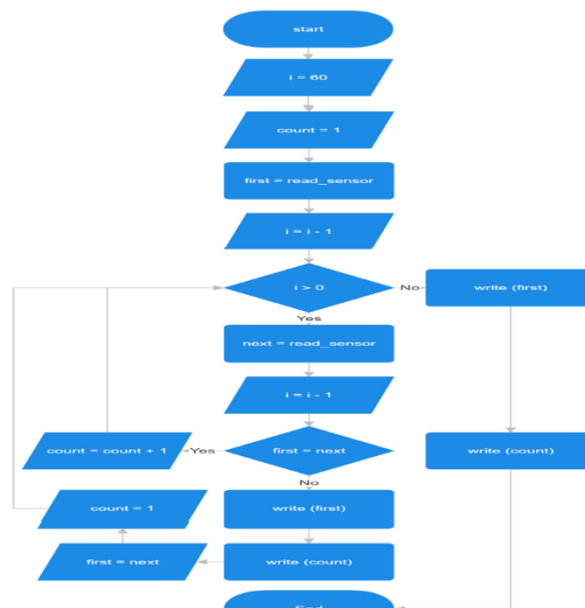 start
i = 60
count = 1
first = read_sensor
i = i - 1
i > 0
No
write (first)
Yes
next = read_sensor
i = i - 1
first = next
Yes
count = count + 1
write (count)
No
write (first)
count = 1
write (count)
first = next